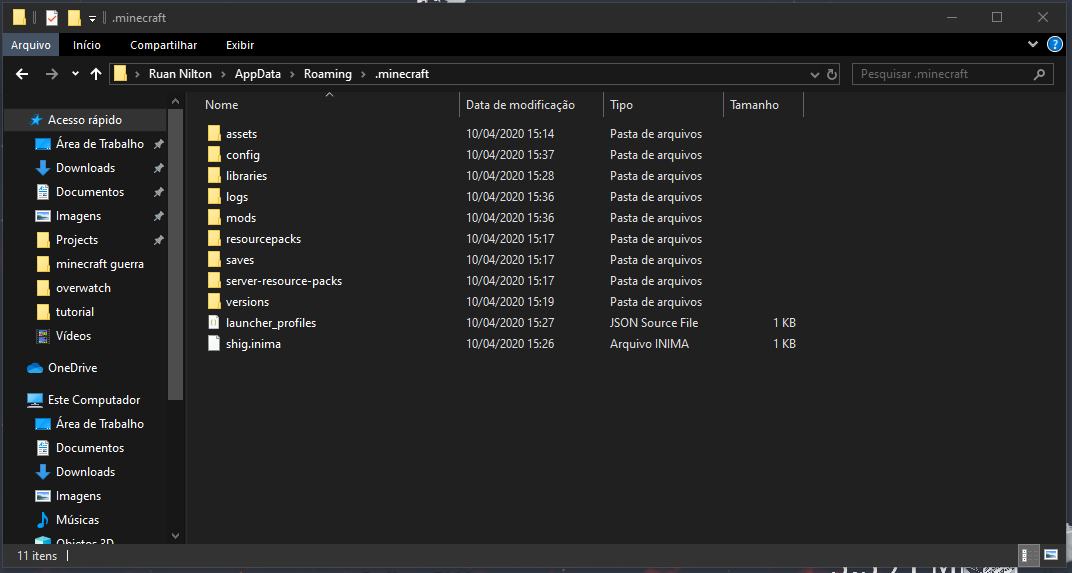 .minecraft
Arquivo Início Compartilhar Exibir
Ruan Nilton AppData Roaming .minecraft Pesquisar .minecraft
Nome Data de modificação Tipo Tamanho
Acesso rápido
Área de Trabalho
Downloads
Documentos
Imagens
Projects
minecraft guerra
overwatch
tutorial
Vídeos
OneDrive
Este Computador
Área de Trabalho
Documentos
Downloads
Imagens
Músicas
Objetos 3D
assets 10/04/2020 15:14 Pasta de arquivos
config 10/04/2020 15:37 Pasta de arquivos
libraries 10/04/2020 15:28 Pasta de arquivos
logs 10/04/2020 15:36 Pasta de arquivos
mods 10/04/2020 15:36 Pasta de arquivos
resourcepacks 10/04/2020 15:17 Pasta de arquivos
saves 10/04/2020 15:17 Pasta de arquivos
server-resource-packs 10/04/2020 15:17 Pasta de arquivos
versions 10/04/2020 15:19 Pasta de arquivos
launcher_profiles 10/04/2020 15:27 JSON Source File 1 KB
shig.inima 10/04/2020 15:26 Arquivo INIMA 1 KB
11 itens